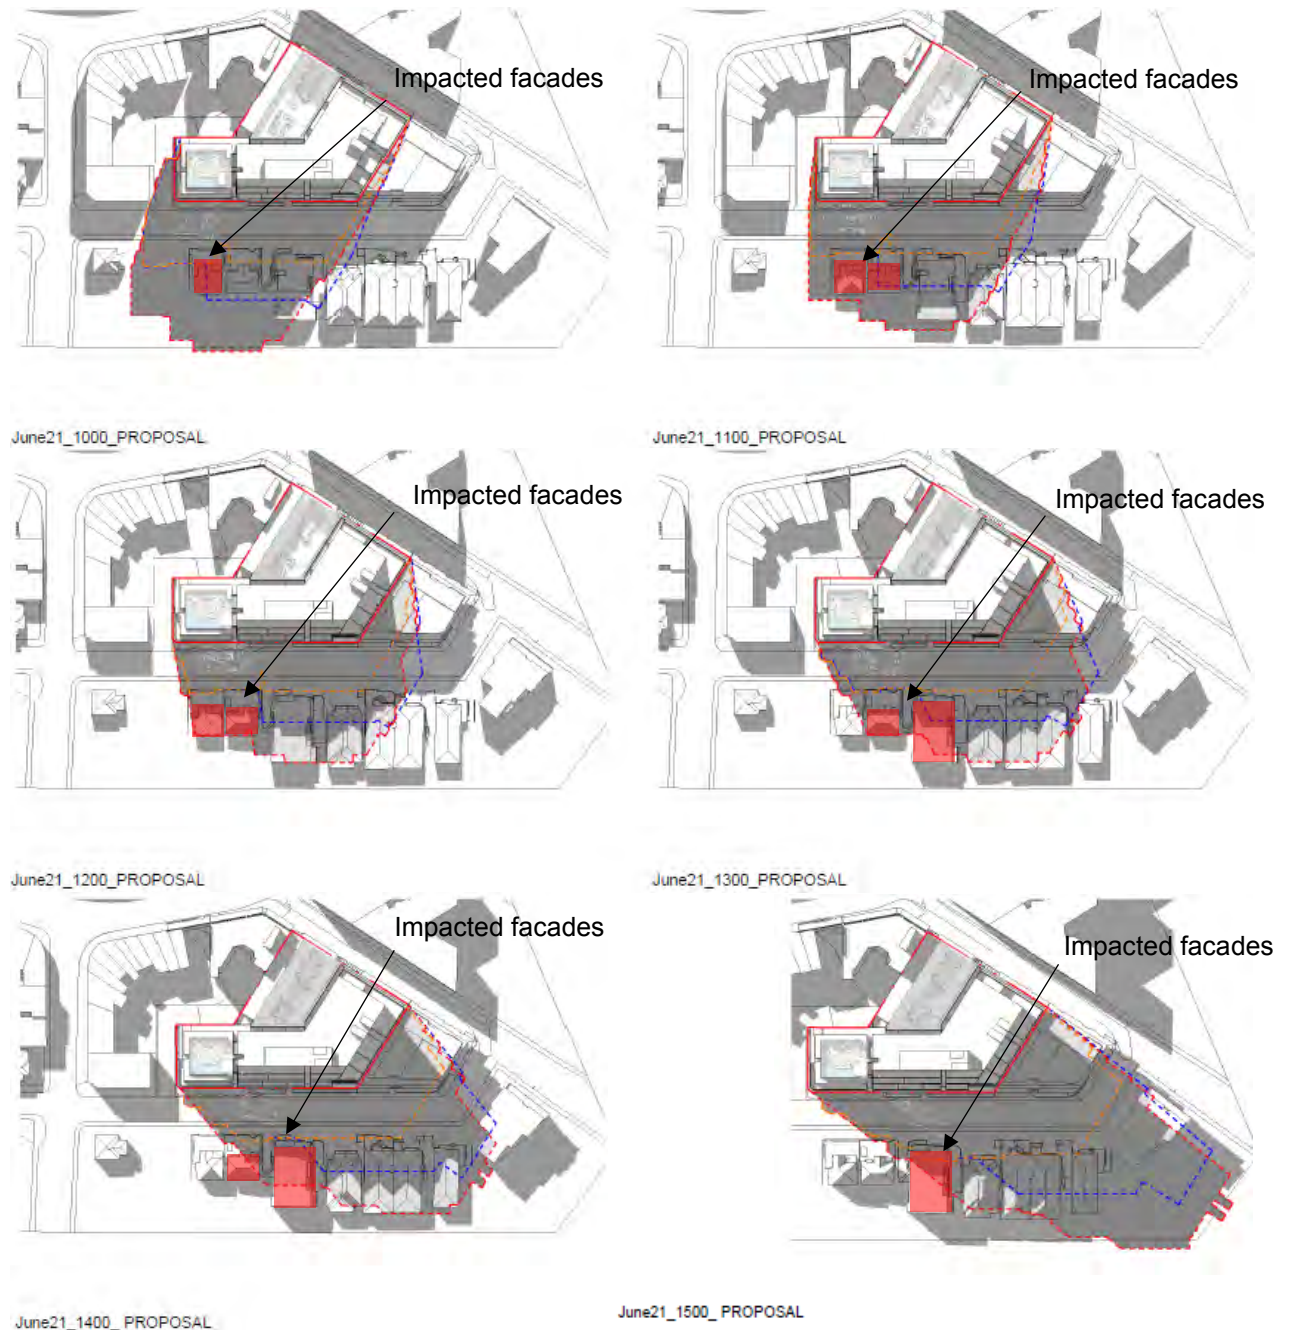 Impacted facades
Impacted facades
June21_1000_PROPOSAL
June21_1100_PROPOSAL
Impacted facades
Impacted facades
June21_1200_PROPOSAL
June21_1300_PROPOSAL
Impacted facades
Impacted facades
June21_1400_ PROPOSAL
June21_1500_ PROPOSAL